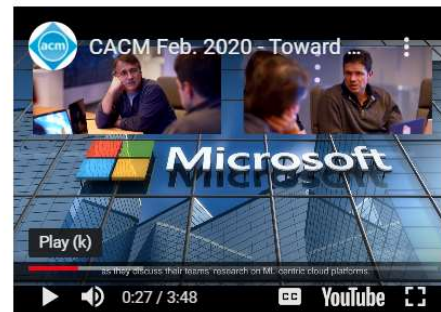 acm
CACM Feb. 2020 - Toward ...
Microsoft
Play (k)
as they discuss their teams' research on ML-centric cloud platforms.
0:27 / 3:48
CC
YouTube